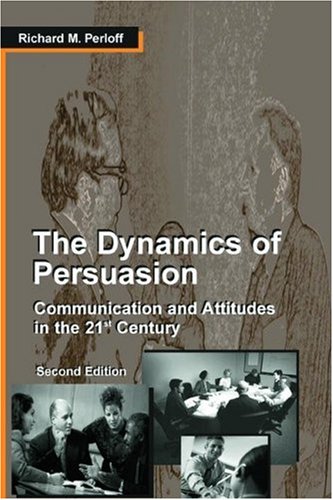 Richard M. Perloff
The Dynamics of
Persuasion
Communication and Attitudes
in the 21st Century
Second Edition